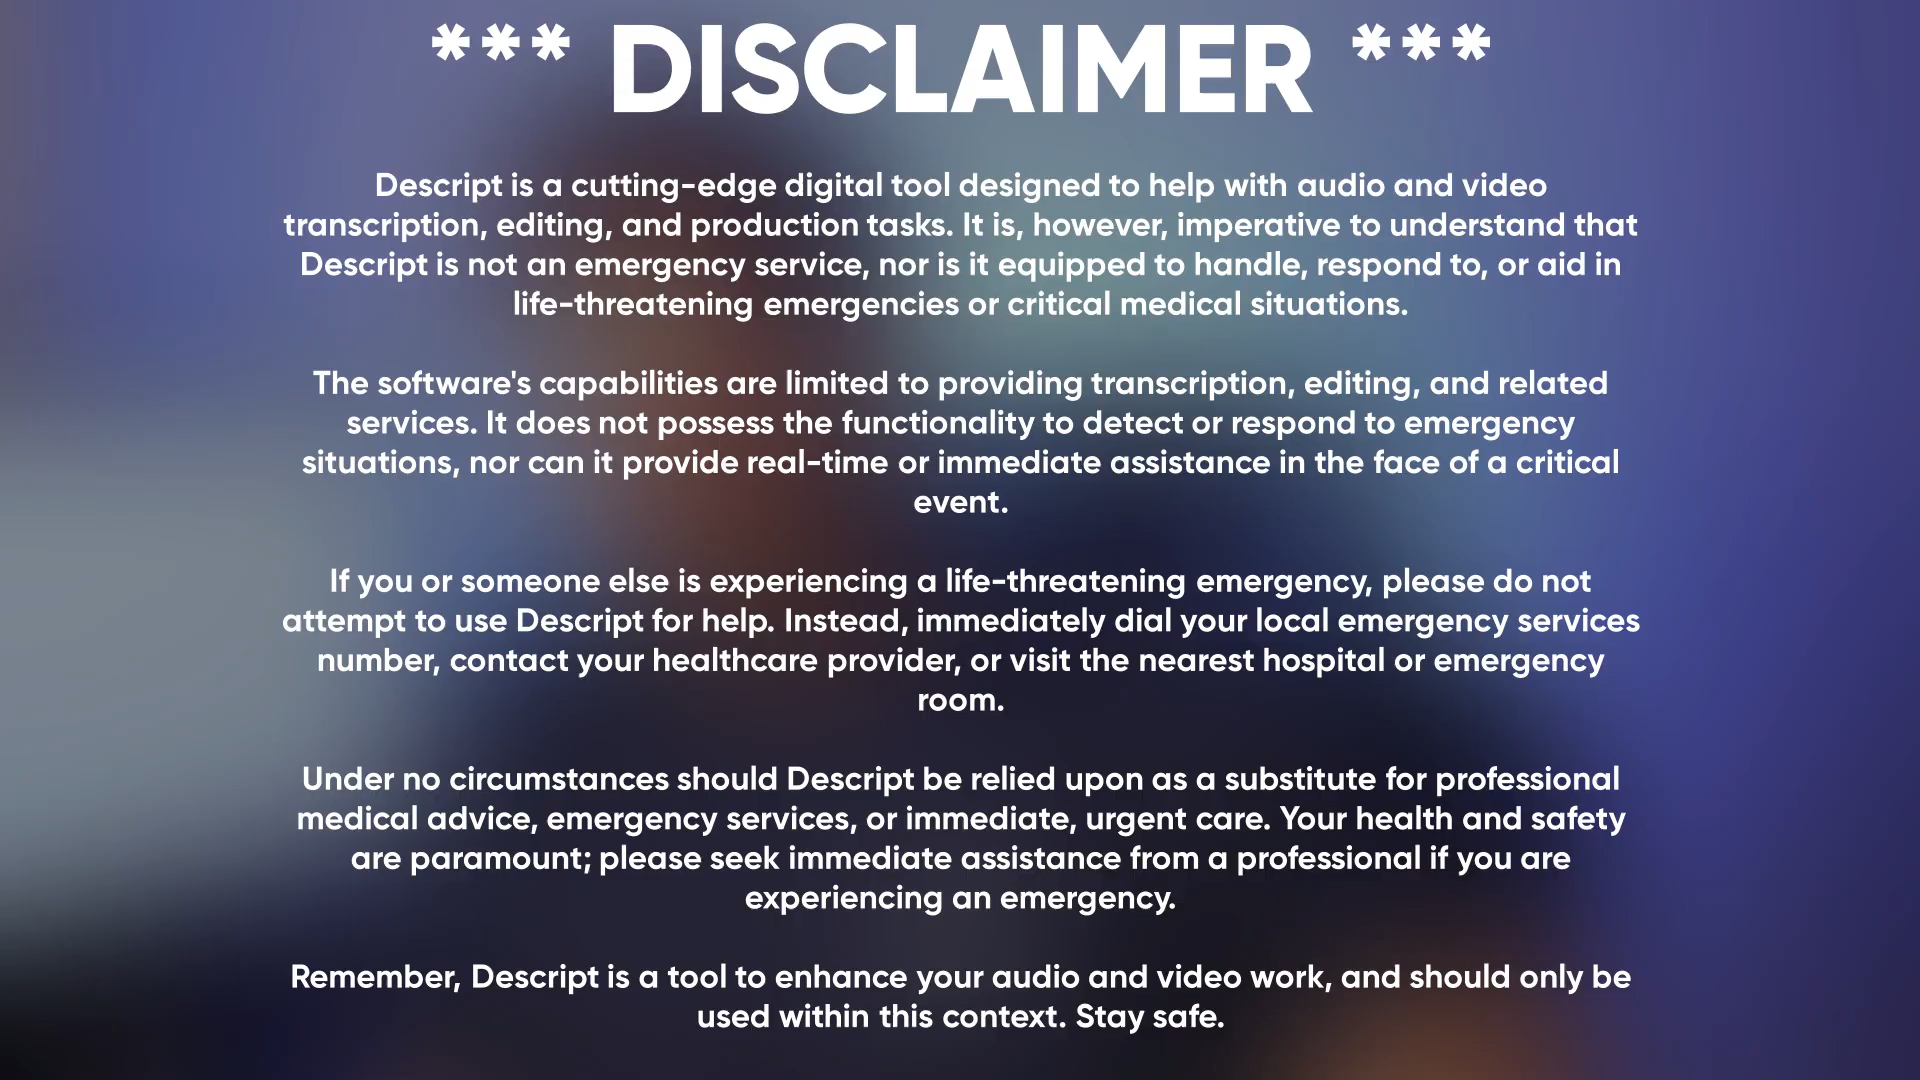 *** DISCLAIMER ***
Descript is a cutting-edge digital tool designed to help with audio and video
transcription, editing, and production tasks. It is, however, imperative to understand that
Descript is not an emergency service, nor is it equipped to handle, respond to, or aid in
life-threatening emergencies or critical medical situations.
The software's capabilities are limited to providing transcription, editing, and related
services. It does not possess the functionality to detect or respond to emergency
situations, nor can it provide real-time or immediate assistance in the face of a critical
event.
If you or someone else is experiencing a life-threatening emergency, please do not
attempt to use Descript for help. Instead, immediately dial your local emergency services
number, contact your healthcare provider, or visit the nearest hospital or emergency
room.
Under no circumstances should Descript be relied upon as a substitute for professional
medical advice, emergency services, or immediate, urgent care. Your health and safety
are paramount; please seek immediate assistance from a professional if you are
experiencing an emergency.
Remember, Descript is a tool to enhance your audio and video work, and should only be
used within this context. Stay safe.